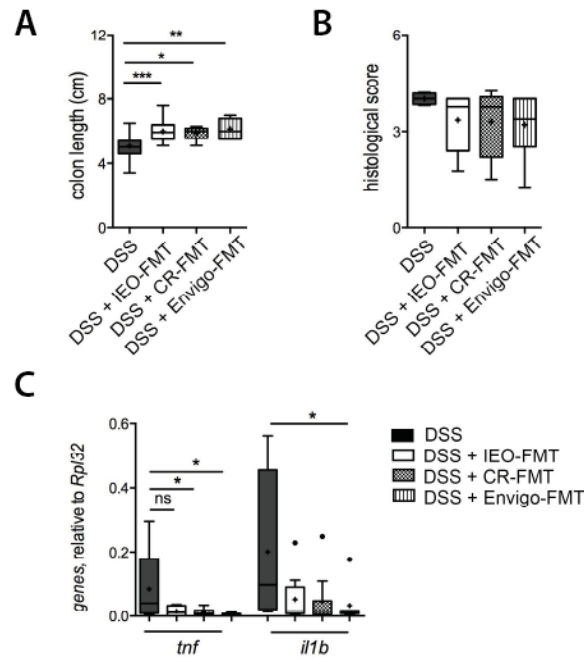 A
colon length (cm)
12
8
4
0
***
*
**
DSS
DSS + IEO-FMT
DSS + CR-FMT
DSS + Envigo-FMT
B
histological score
6
3
0
DSS
DSS + IEO-FMT
DSS + CR-FMT
DSS + Envigo-FMT
C
genes, relative to Rpl32
0.6
0.4
0.2
0.0
ns
*
*
*
tnf
il1b
DSS
DSS + IEO-FMT
DSS + CR-FMT
DSS + Envigo-FMT